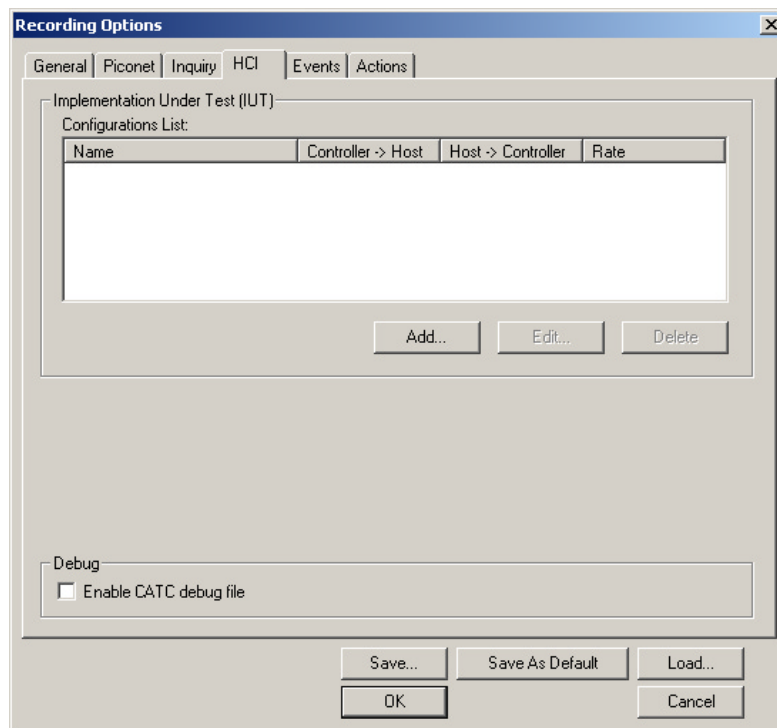 Recording Options
General Piconet Inquiry HCI Events Actions
Implementation Under Test (IUT)
Configurations List:
Name Controller -> Host Host -> Controller Rate
Add... Edit... Delete
Debug
Enable CATC debug file
Save... Save As Default Load...
OK Cancel